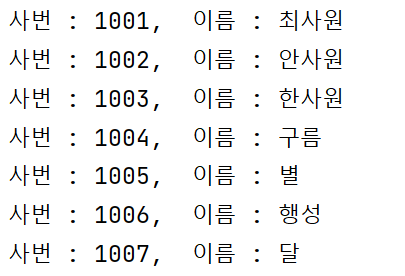 사번 : 1001,  이름 : 최사원
사번 : 1002,  이름 : 안사원
사번 : 1003,  이름 : 한사원
사번 : 1004,  이름 : 구름
사번 : 1005,  이름 : 별
사번 : 1006,  이름 : 행성
사번 : 1007,  이름 : 달